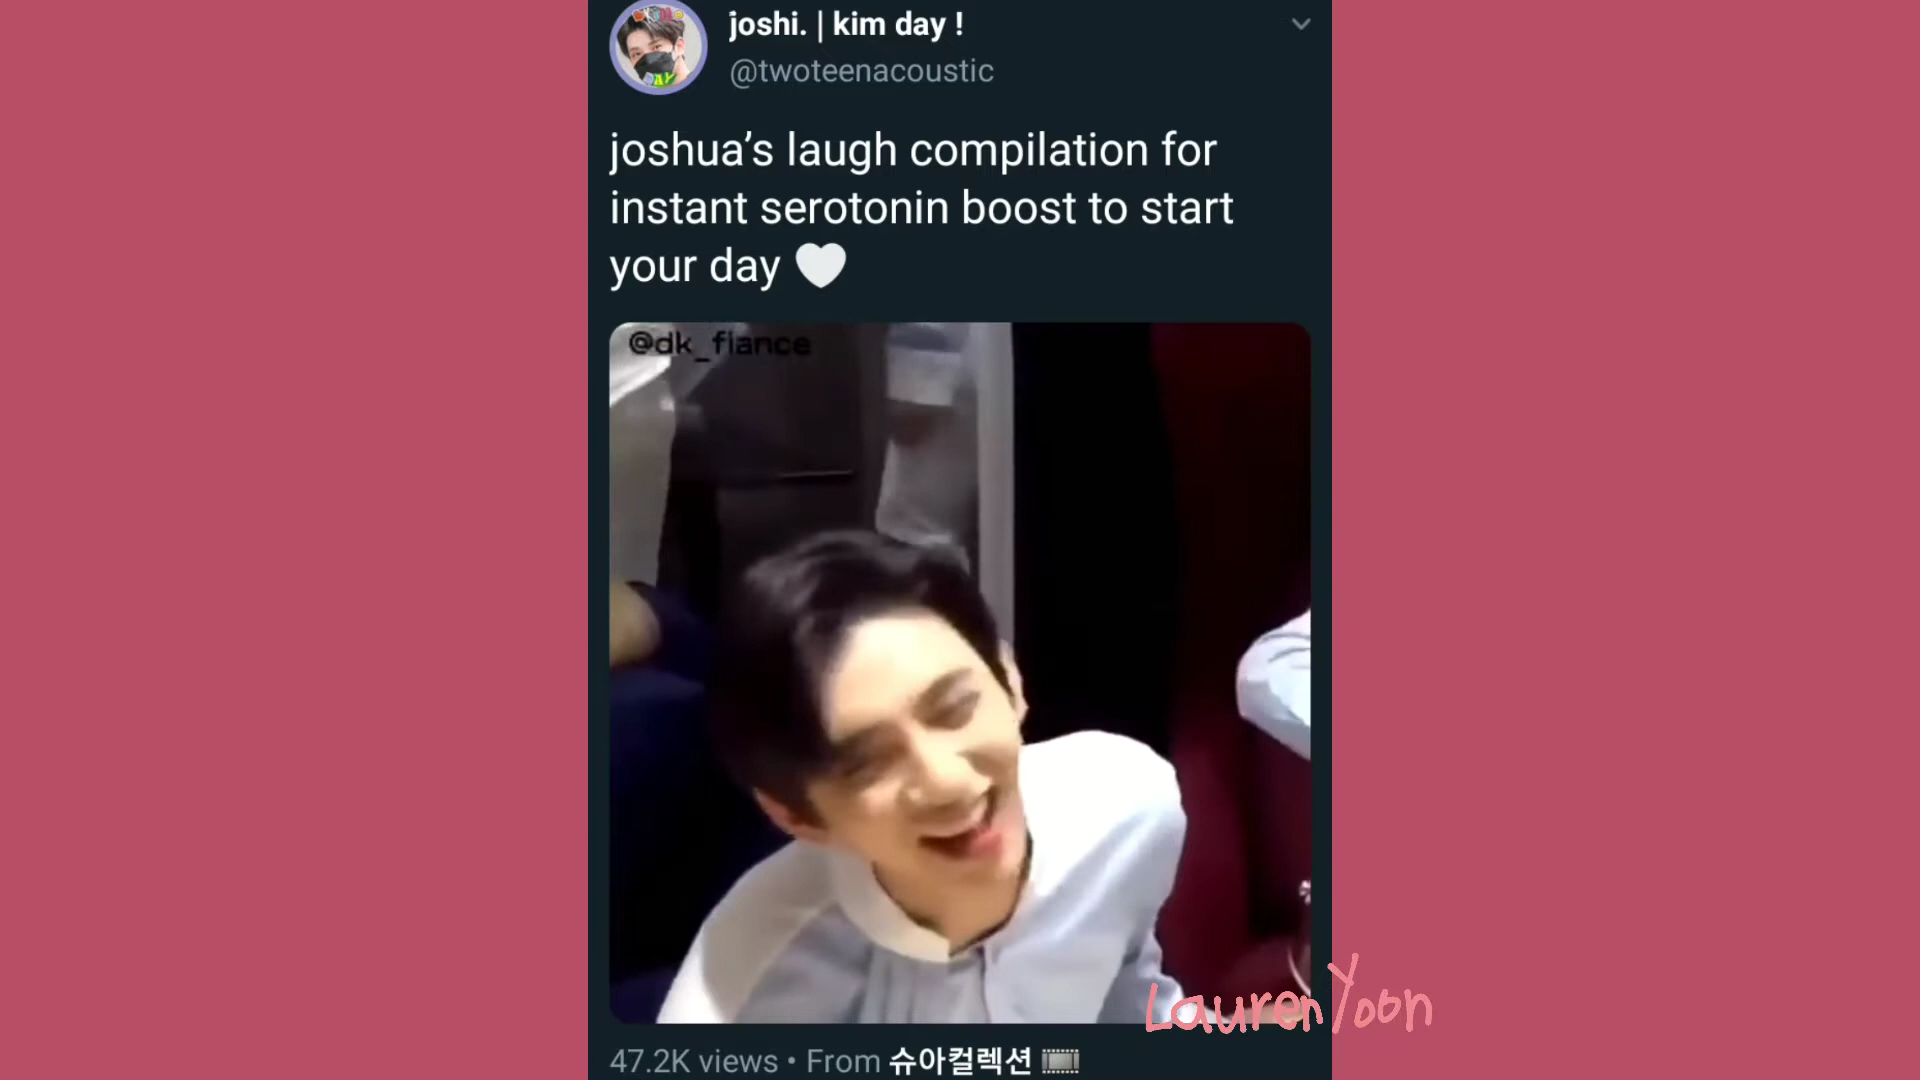 joshi. | kim day !
@twoteenacoustic
joshua’s laugh compilation for
instant serotonin boost to start
your day 🤍
@dk_fiance
LaurenYoon
47.2K views • From 슈아컬렉션 🎞